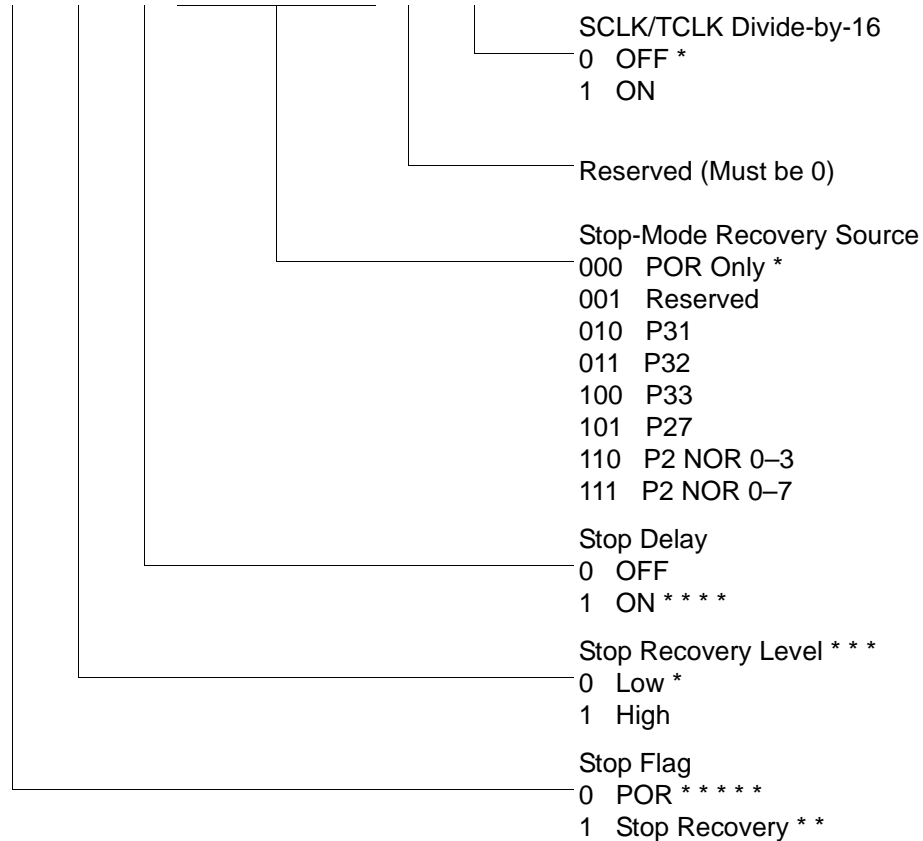 SCLK/TCLK Divide-by-16
0 OFF *
1 ON
Reserved (Must be 0)
Stop-Mode Recovery Source
000 POR Only *
001 Reserved
010 P31
011 P32
100 P33
101 P27
110 P2 NOR 0–3
111 P2 NOR 0–7
Stop Delay
0 OFF
1 ON * * * *
Stop Recovery Level * * *
0 Low *
1 High
Stop Flag
0 POR * * * * *
1 Stop Recovery * *